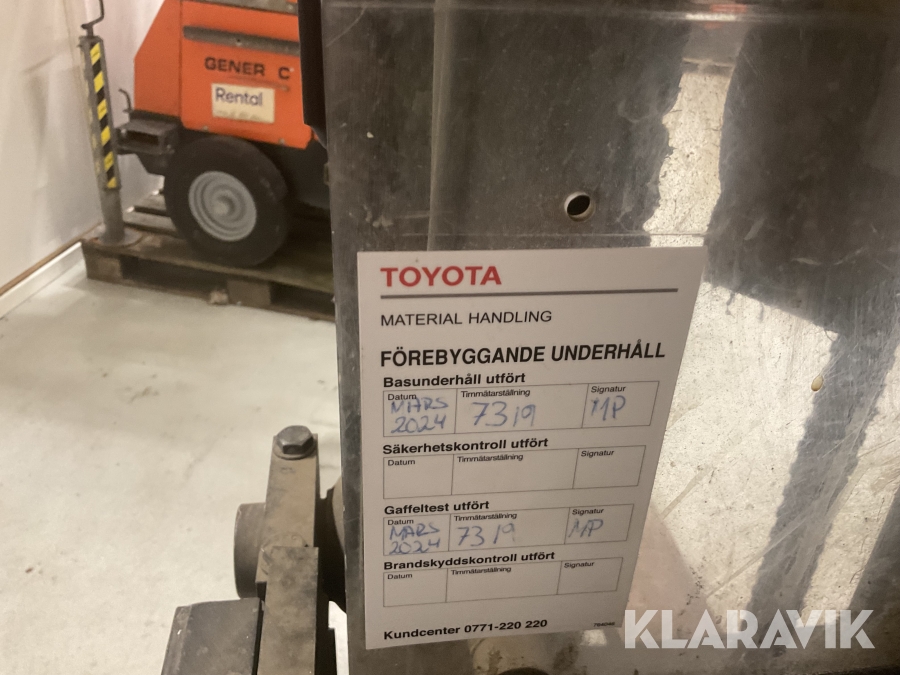 GENER C
Rental
TOYOTA
MATERIAL HANDLING
FÖREBYGGANDE UNDERHÅLL
Basunderhåll utfört
Datum Timmätarställning Signatur
MARS 2024 7319 MP
Säkerhetskontroll utfört
Datum Timmätarställning Signatur
Gaffeltest utfört
Datum Timmätarställning Signatur
MARS 2024 7319 MP
Brandskyddskontroll utfört
Datum Timmätarställning Signatur
Kundcenter 0771-220 220
KLARAVIK